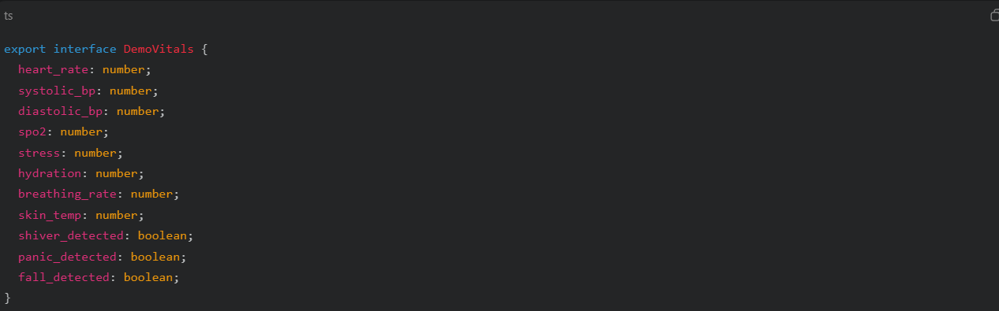 ts
export interface DemoVitals {
  heart_rate: number;
  systolic_bp: number;
  diastolic_bp: number;
  spo2: number;
  stress: number;
  hydration: number;
  breathing_rate: number;
  skin_temp: number;
  shiver_detected: boolean;
  panic_detected: boolean;
  fall_detected: boolean;
}